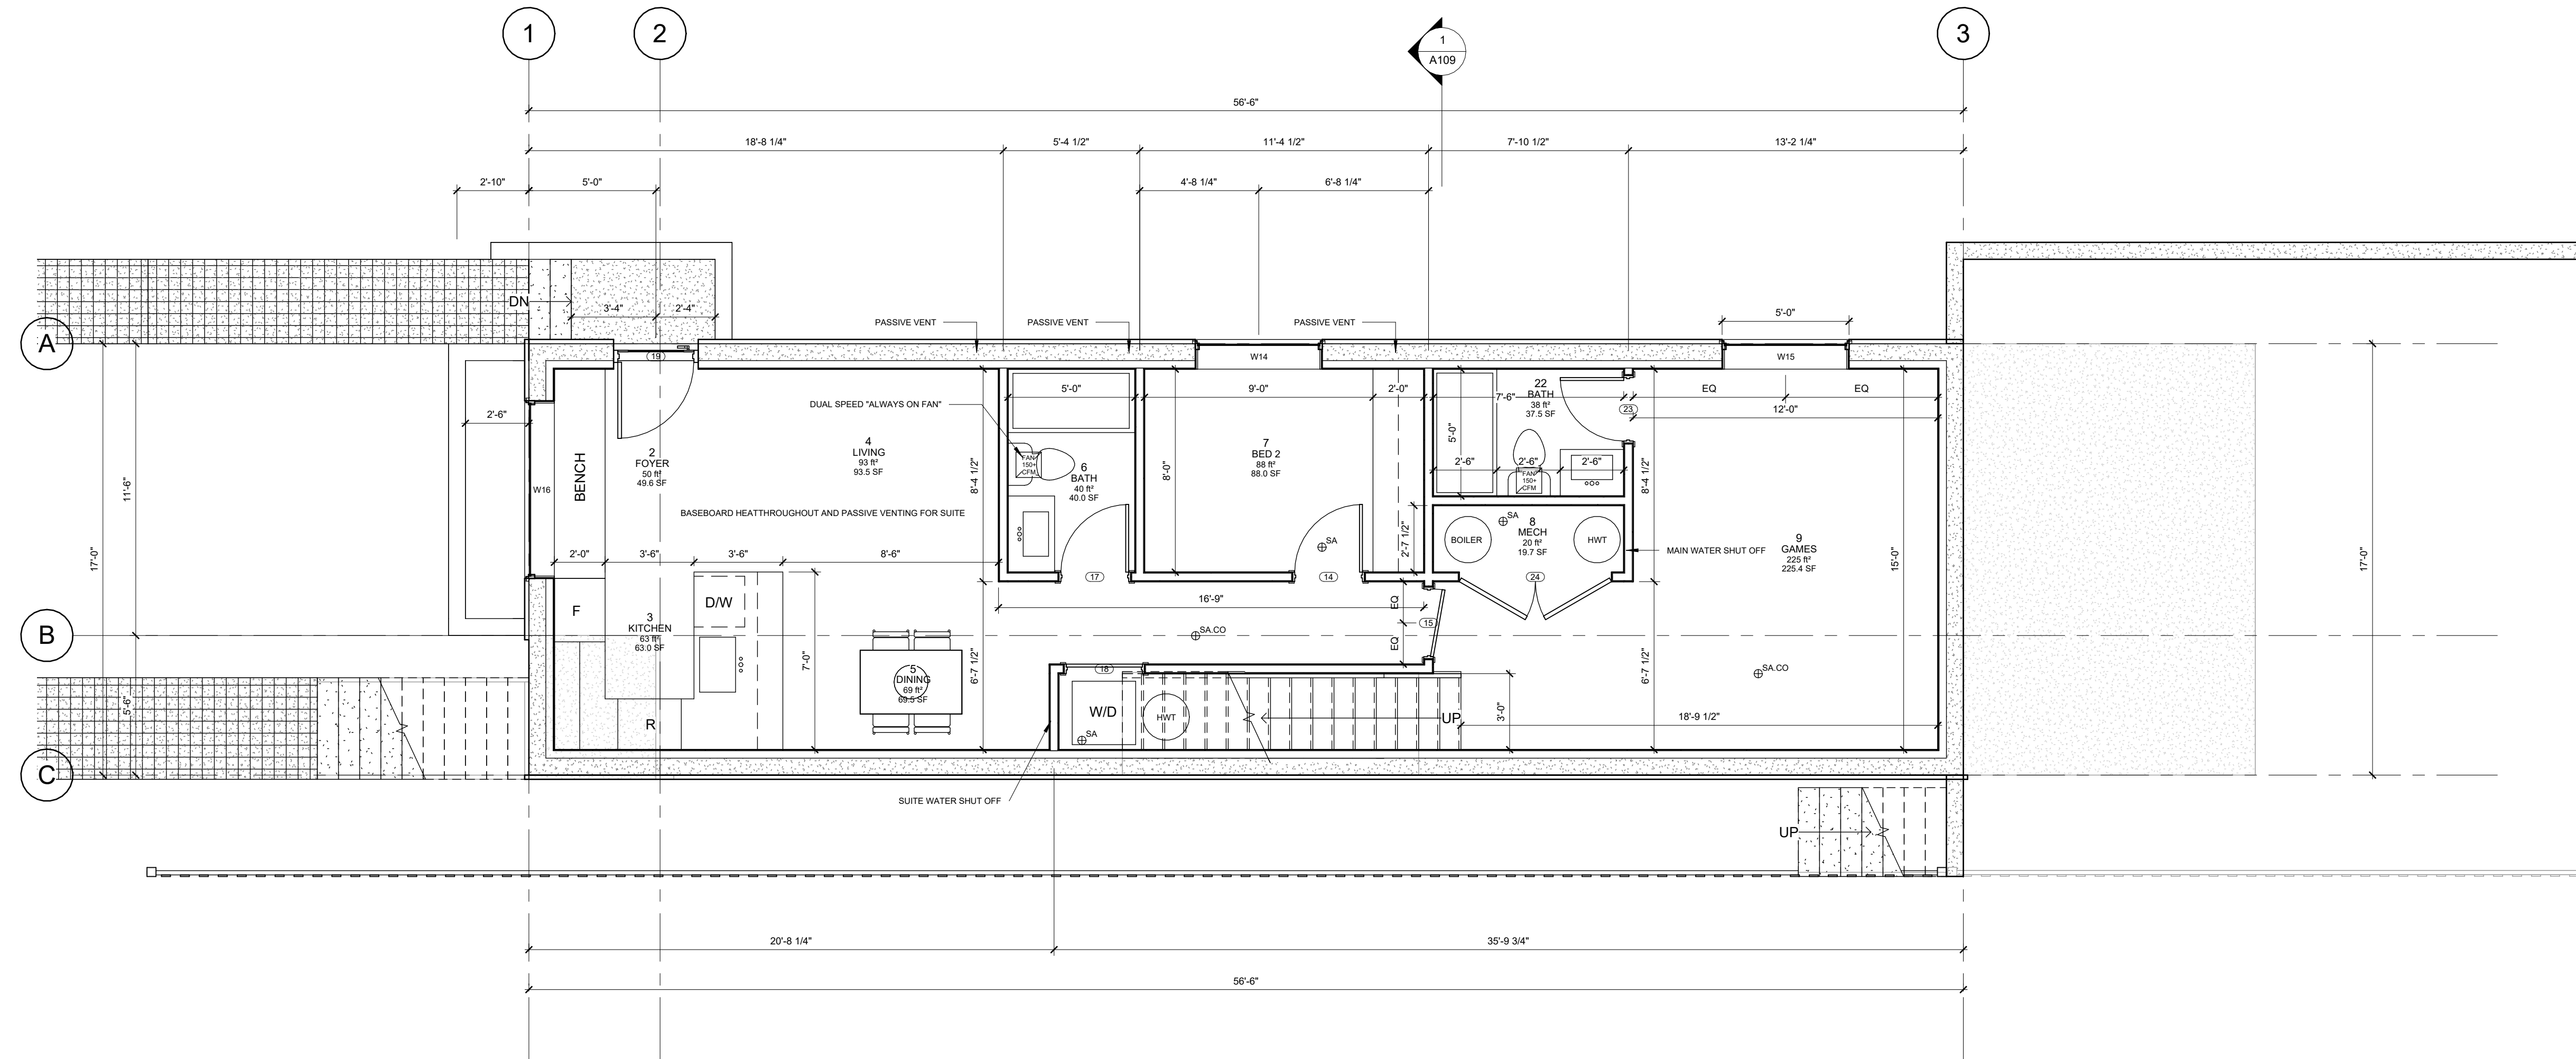 1
2
3
1
A109
56'-6"
18'-8 1/4"
5'-4 1/2"
11'-4 1/2"
7'-10 1/2"
13'-2 1/4"
2'-10"
5'-0"
4'-8 1/4"
6'-8 1/4"
DN
3'-4"
2'-4"
5'-0"
PASSIVE VENT
PASSIVE VENT
PASSIVE VENT
A
19
W14
W15
5'-0"
9'-0"
2'-0"
22
BATH
38 ft²
37.5 SF
7'-6"
EQ
EQ
12'-0"
23
DUAL SPEED "ALWAYS ON FAN"
2'-6"
5'-0"
2
FOYER
50 ft²
49.6 SF
4
LIVING
93 ft²
93.5 SF
8'-4 1/2"
FAN
150+
CFM
6
BATH
40 ft²
40.0 SF
8'-0"
7
BED 2
88 ft²
88.0 SF
2'-6"
2'-6"
2'-6"
FAN
150+
CFM
8'-4 1/2"
W16
BENCH
11'-6"
17'-0"
17'-0"
BASEBOARD HEATTHROUGHOUT AND PASSIVE VENTING FOR SUITE
SA
2'-7 1/2"
SA
BOILER
8
MECH
20 ft²
19.7 SF
HWT
MAIN WATER SHUT OFF
9
GAMES
225 ft²
225.4 SF
15'-0"
2'-0"
3'-6"
3'-6"
8'-6"
17
14
24
F
D/W
16'-9"
EQ
3
KITCHEN
63 ft²
63.0 SF
B
SA.CO
15
EQ
7'-0"
5
DINING
69 ft²
69.5 SF
6'-7 1/2"
18
6'-7 1/2"
SA.CO
5'-6"
R
W/D
HWT
SA
UP
3'-0"
18'-9 1/2"
C
SUITE WATER SHUT OFF
UP
20'-8 1/4"
35'-9 3/4"
56'-6"